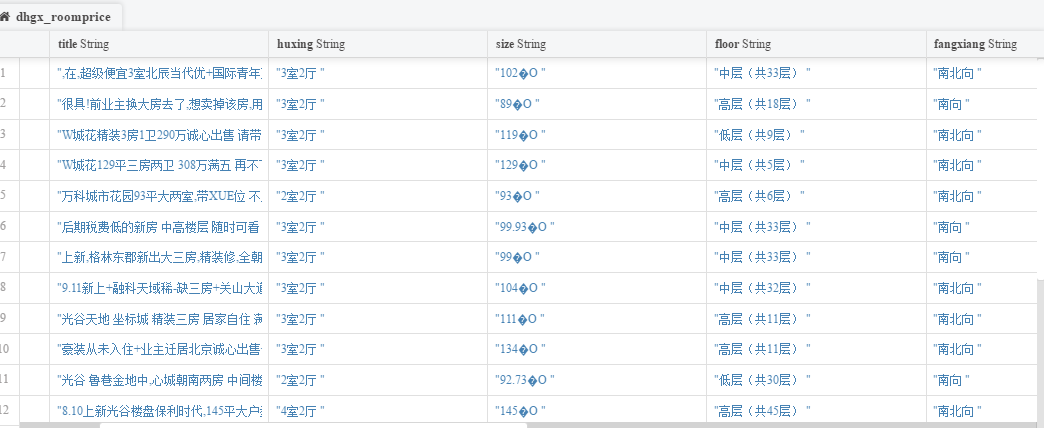 dhgx_roomprice
title String huxing String size String floor String fangxiang String
1 ",在,超级便宜3室北辰当代优+国际青年 "3室2厅 " "102�O " "中层（共33层） " "南北向 "
2 "很具!前业主换大房去了,想卖掉该房,用 "3室2厅 " "89�O " "高层（共18层） " "南向 "
3 "W城花精装3房1卫290万诚心出售 请带 "3室2厅 " "119�O " "低层（共9层） " "南北向 "
4 "W城花129平三房两卫 308万满五 再不 "3室2厅 " "129�O " "中层（共5层） " "南北向 "
5 "万科城市花园93平大两室,带XUE位 不 "2室2厅 " "93�O " "高层（共6层） " "南北向 "
6 "后期税费低的新房 中高楼层 随时可看 "3室2厅 " "99.93�O " "中层（共33层） " "南向 "
7 "上新,格林东郡新出大三房,精装修,全朝 "3室2厅 " "99�O " "中层（共33层） " "南向 "
8 "9.11新上+融科天域稀-缺三房+关山大道 "3室2厅 " "104�O " "中层（共32层） " "南北向 "
9 "光谷天地 坐标城 精装三房 居家自住 "3室2厅 " "111�O " "高层（共11层） " "南北向 "
10 "豪装从未入住+业主迁居北京诚心出售 "3室2厅 " "134�O " "高层（共11层） " "南北向 "
11 "光谷 鲁巷金地中,心城朝南两房 中间楼 "2室2厅 " "92.73�O " "低层（共30层） " "南向 "
12 "8.10上新光谷楼盘保利时代,145平大户 "4室2厅 " "145�O " "高层（共45层） " "南北向 "